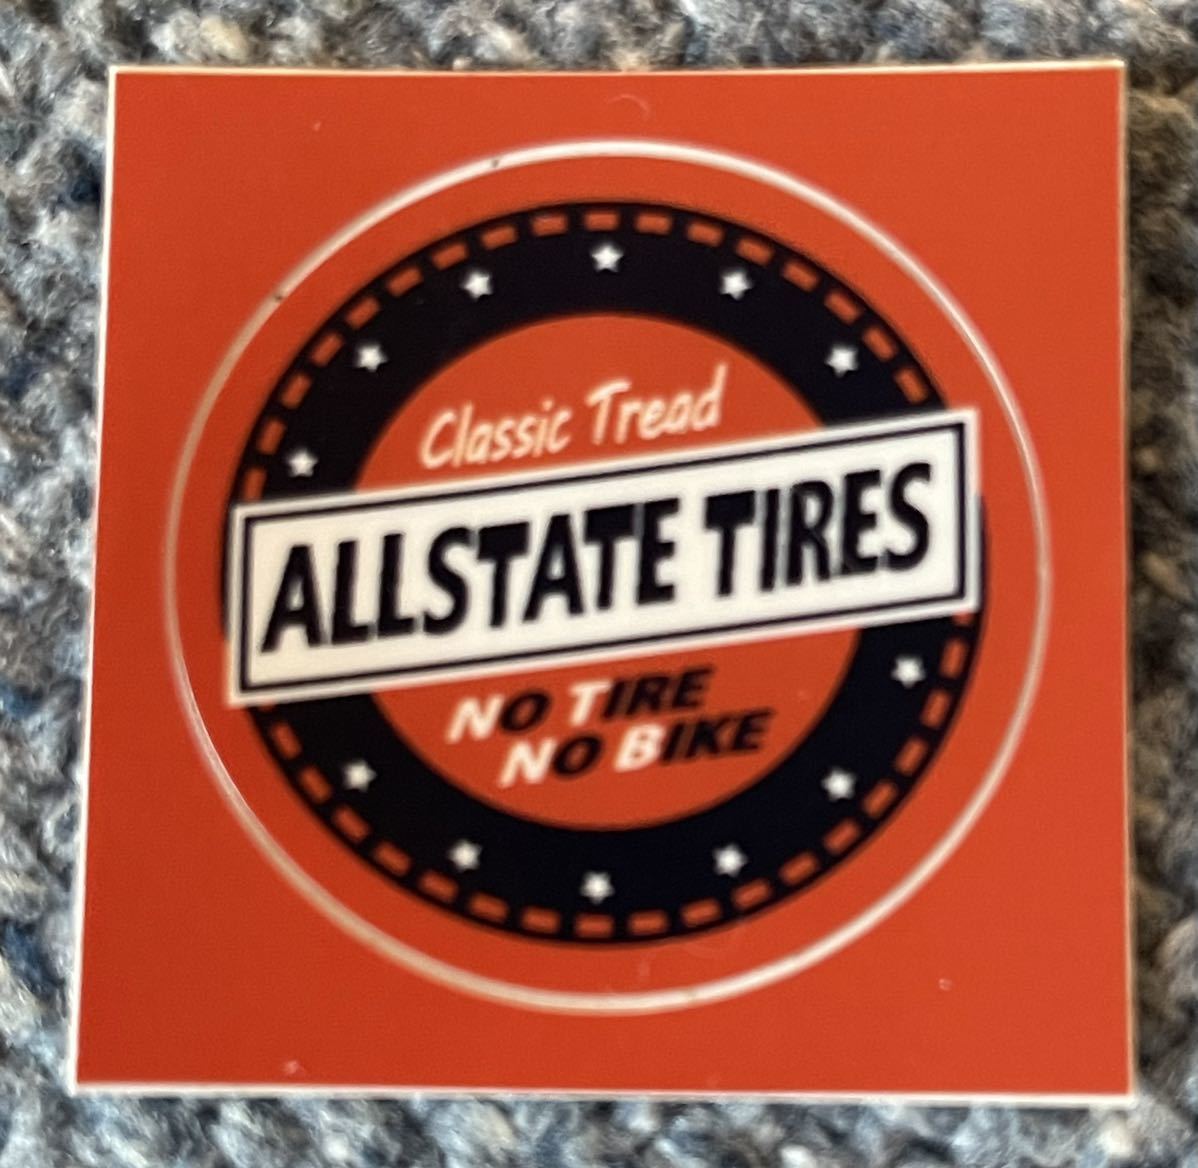 Classic Tread
ALLSTATE TIRES
NO TIRE
NO BIKE